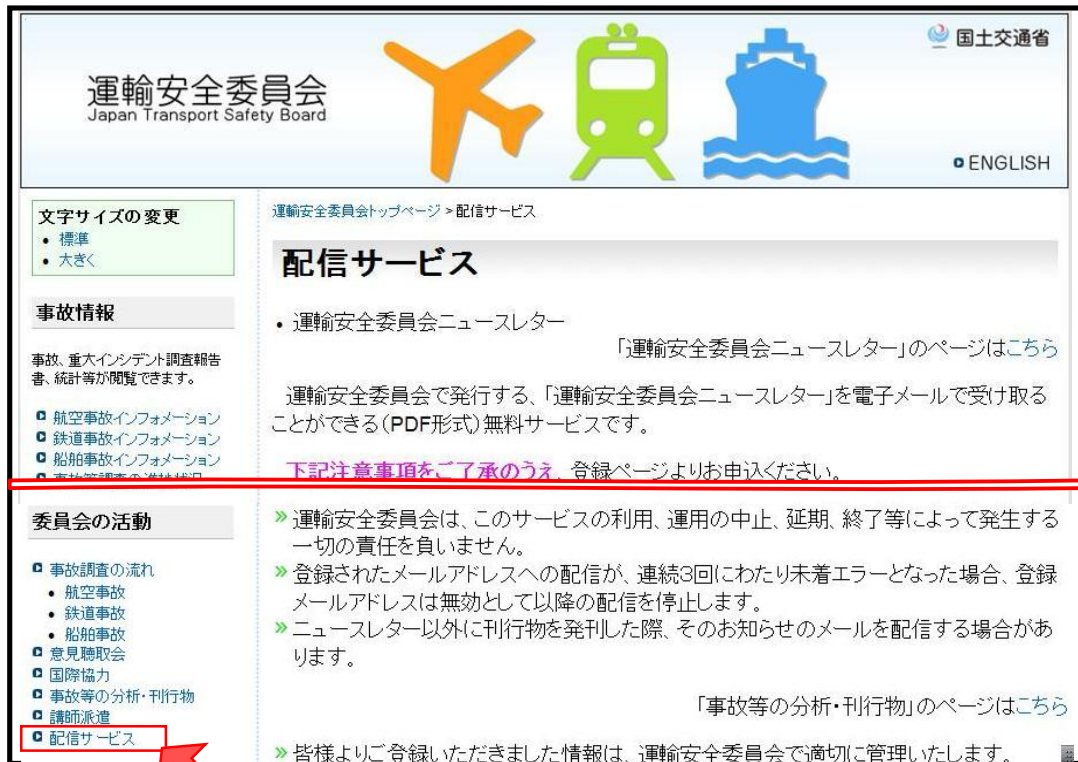 運輸安全委員会
Japan Transport Safety Board
国土交通省
ENGLISH
文字サイズの変更
• 標準
• 大きく
事故情報
事故、重大インシデント調査報告
書、統計等が閲覧できます。
航空事故インフォメーション
鉄道事故インフォメーション
船舶事故インフォメーション
事故等調査の進捗状況
運輸安全委員会トップページ > 配信サービス
配信サービス
• 運輸安全委員会ニュースレター
「運輸安全委員会ニュースレター」のページはこちら
運輸安全委員会で発行する、「運輸安全委員会ニュースレター」を電子メールで受け取る
ことができる(PDF形式)無料サービスです。
下記注意事項をご了承のうえ、登録ページよりお申込ください。
委員会の活動
事故調査の流れ
• 航空事故
• 鉄道事故
• 船舶事故
意見聴取会
国際協力
事故等の分析・刊行物
講師派遣
配信サービス
» 運輸安全委員会は、このサービスの利用、運用の中止、延期、終了等によって発生する
一切の責任を負いません。
» 登録されたメールアドレスへの配信が、連続3回にわたり未着エラーとなった場合、登録
メールアドレスは無効として以降の配信を停止します。
» ニュースレター以外に刊行物を発刊した際、そのお知らせのメールを配信する場合があ
ります。
「事故等の分析・刊行物」のページはこちら
» 皆様よりご登録いただきました情報は、運輸安全委員会で適切に管理いたします。